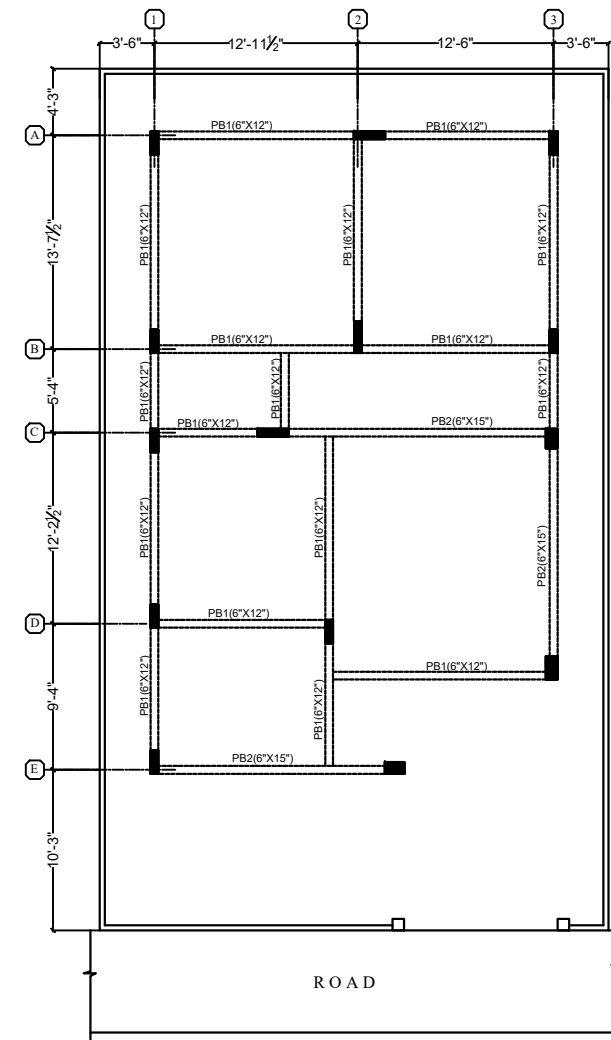 1 2 3
3'-6" 12'-11½" 12'-6" 3'-6"
4'-3"
A
PB1(6"X12") PB1(6"X12")
13'-7½"
PB1(6"X12") PB1(6"X12") PB1(6"X12")
B
PB1(6"X12") PB1(6"X12")
5'-4"
PB1(6"X12") PB1(6"X12") PB1(6"X12")
C
PB1(6"X12") PB2(6"X15")
12'-2½"
PB1(6"X12") PB1(6"X12") PB2(6"X15")
D
PB1(6"X12")
PB1(6"X12")
9'-4"
PB1(6"X12") PB1(6"X12")
E
PB2(6"X15")
10'-3"
ROAD